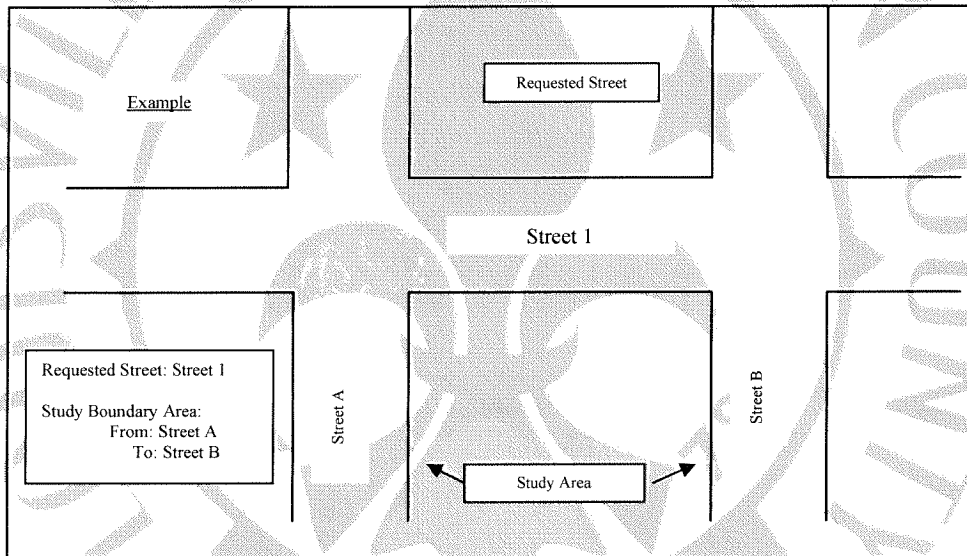 Example
Requested Street
Street 1
Requested Street: Street 1
Study Boundary Area:
From: Street A
To: Street B
Street A
Street B
Study Area